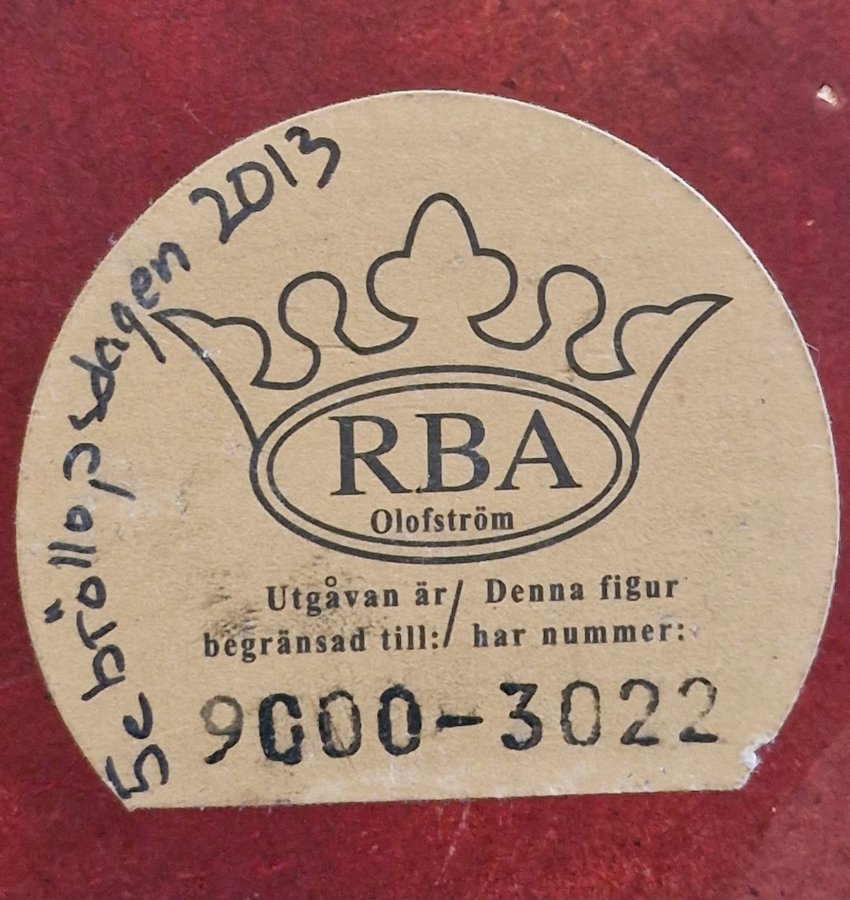 5e bröllopsdagen 2013
RBA
Olofström
Utgåvan är / Denna figur
begränsad till: / har nummer:
9000-3022